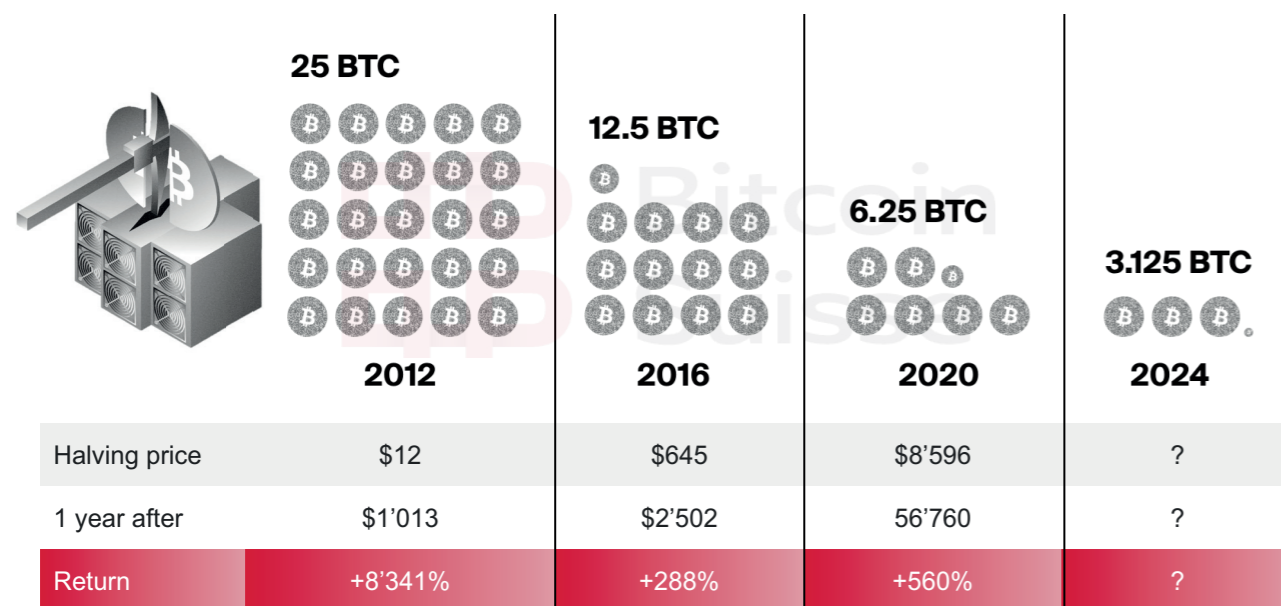 25 BTC
12.5 BTC
6.25 BTC
3.125 BTC
Bitcoin
Suisse
2012 2016 2020 2024
Halving price $12 $645 $8’596 ?
1 year after $1’013 $2’502 56’760 ?
Return +8’341% +288% +560% ?